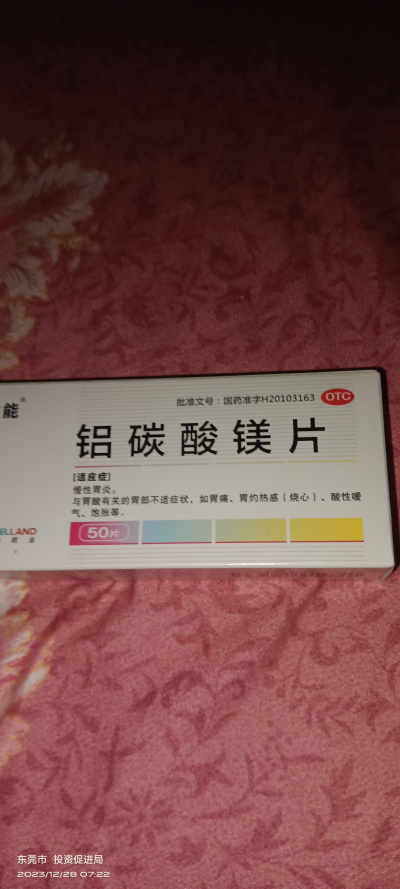 能®
批准文号：国药准字H20103163 OTC
铝碳酸镁片
[适应症]
慢性胃炎。
与胃酸有关的胃部不适症状，如胃痛、胃灼热感（烧心）、酸性嗳
气、饱胀等。
ELLAND
50片
东莞市 投资促进局
2023/12/28 07:22